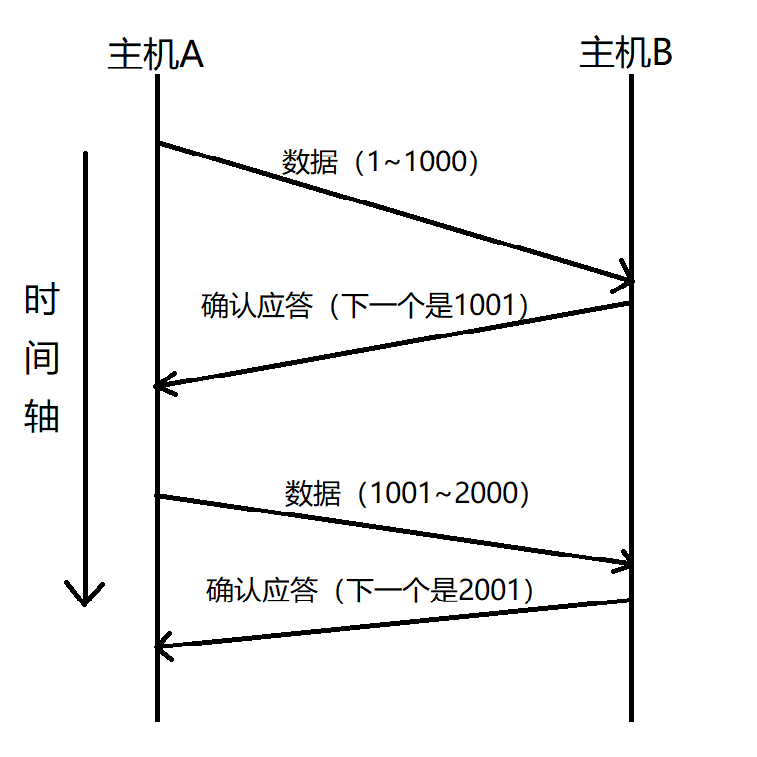 主机A
主机B
数据（1~1000）
确认应答（下一个是1001）
时间轴
数据（1001~2000）
确认应答（下一个是2001）